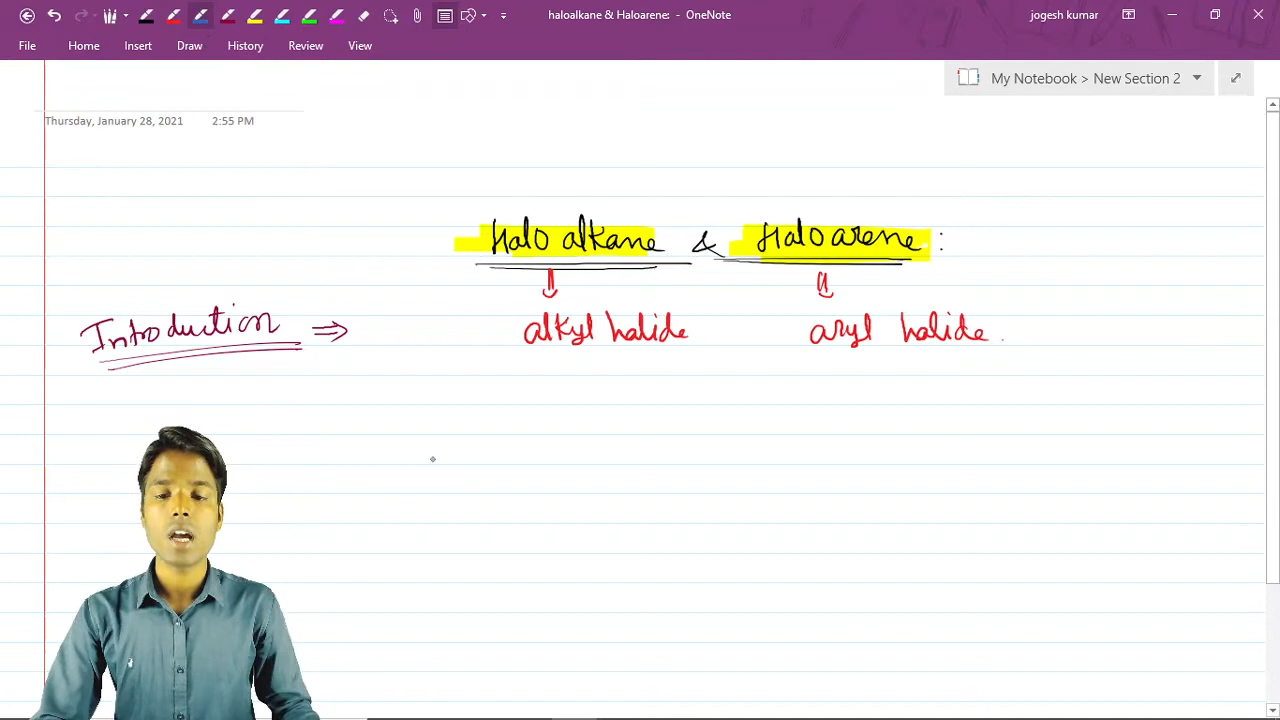 haloalkane & Haloarene: - OneNote
jogesh kumar
File Home Insert Draw History Review View
My Notebook > New Section 2
Thursday, January 28, 2021 2:55 PM
Halo alkane & Haloarene :
Introduction ⇒ alkyl halide aryl halide.